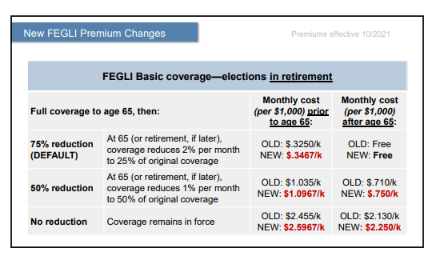 New FEGLI Premium Changes
Premiums effective 10/2021
FEGLI Basic coverage—elections in retirement
Full coverage to age 65, then:
Monthly cost
(per $1,000) prior
to age 65:
Monthly cost
(per $1,000)
after age 65:
75% reduction
(DEFAULT)
At 65 (or retirement, if later),
coverage reduces 2% per month
to 25% of original coverage
OLD: $.3250/k
NEW: $.3467/k
OLD: Free
NEW: Free
50% reduction
At 65 (or retirement, if later),
coverage reduces 1% per month
to 50% of original coverage
OLD: $1.035/k
NEW: $1.0967/k
OLD: $.710/k
NEW: $.750/k
No reduction
Coverage remains in force
OLD: $2.455/k
NEW: $2.5967/k
OLD: $2.130/k
NEW: $2.250/k